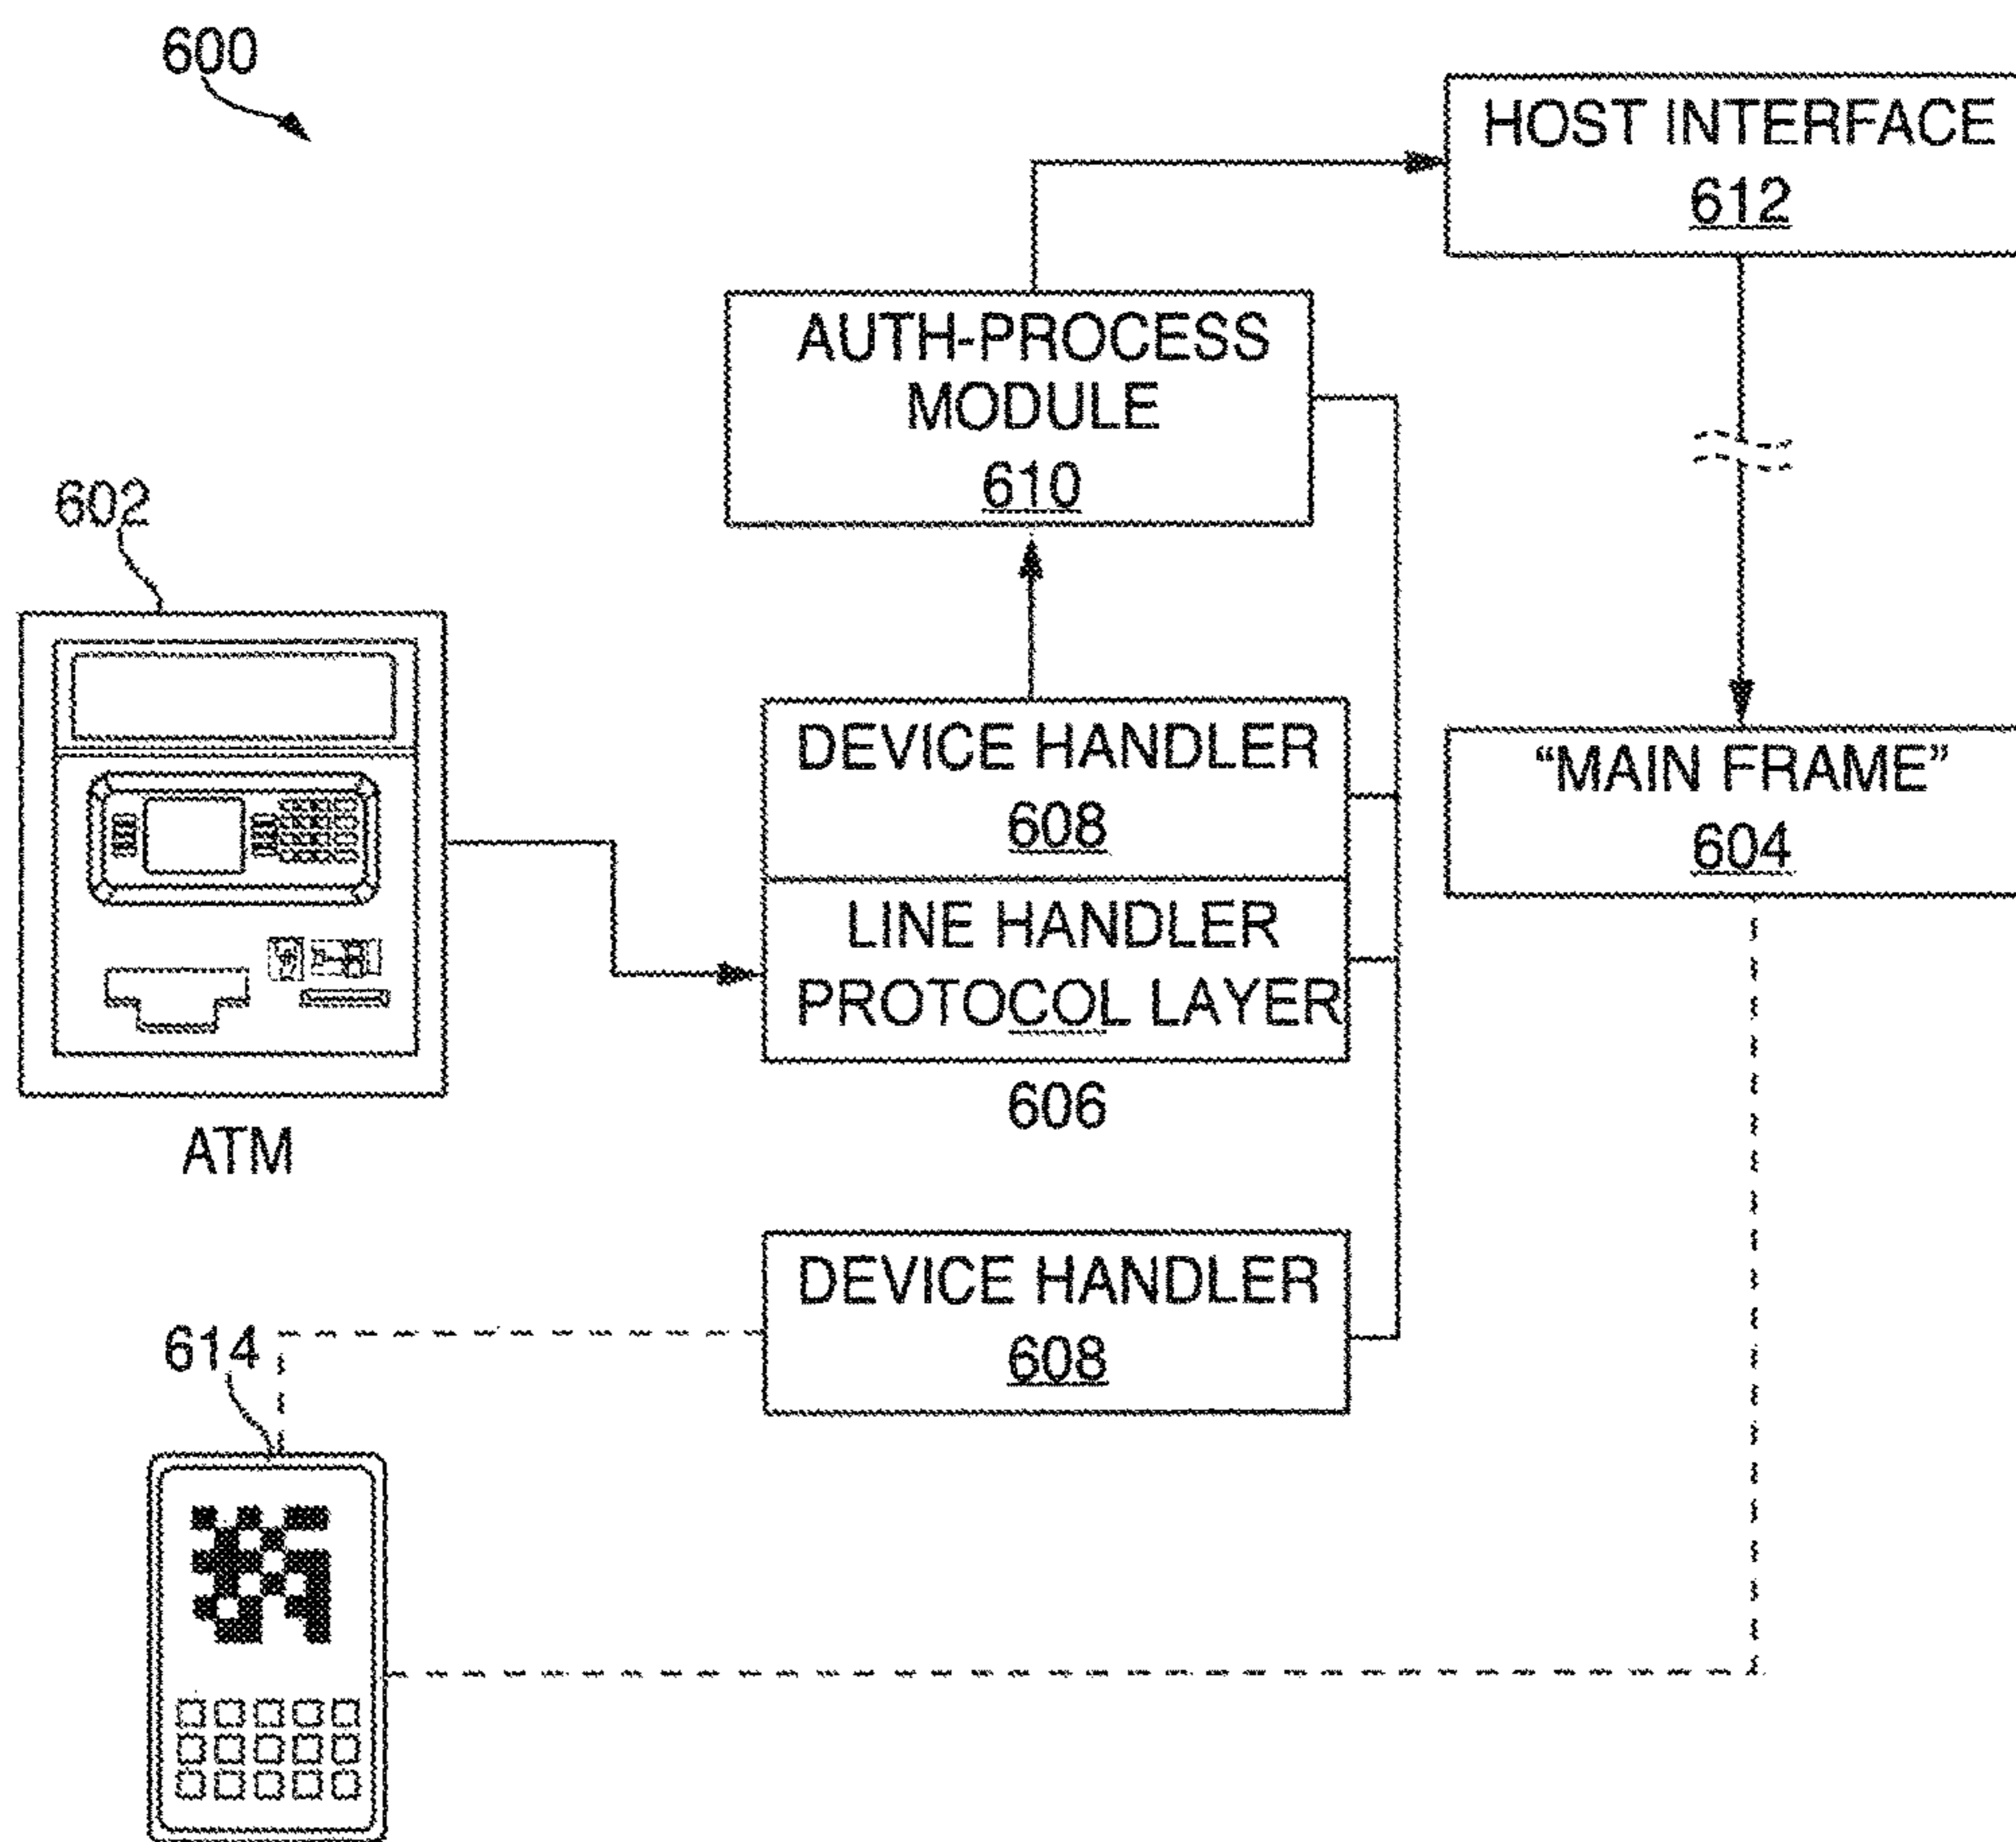 600
HOST INTERFACE
612
AUTH-PROCESS
MODULE
610
602
DEVICE HANDLER
608
"MAIN FRAME"
604
LINE HANDLER
PROTOCOL LAYER
606
ATM
DEVICE HANDLER
608
614